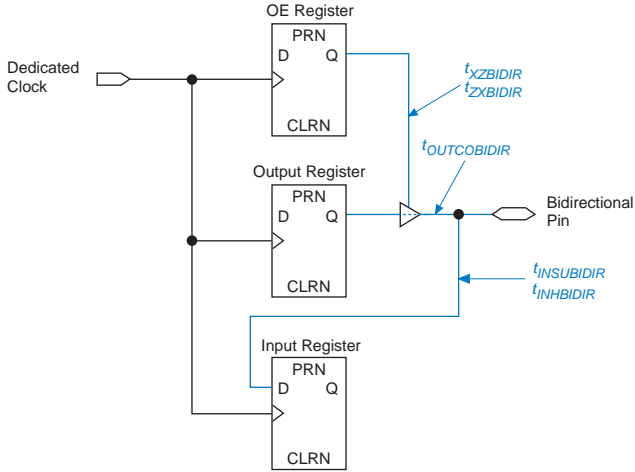 OE Register
PRN
D Q
CLRN
Dedicated
Clock
tXZBIDIR
tZXBIDIR
tOUTCOBIDIR
Output Register
PRN
D Q
CLRN
Bidirectional
Pin
tINSUBIDIR
tINHBIDIR
Input Register
PRN
D Q
CLRN